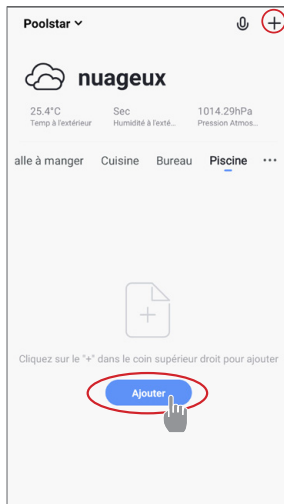 Poolstar
nuageux
25.4°C Sec 1014.29hPa
Temp à l'extérieur Humidité à l'exté... Pression Atmos...
alle à manger Cuisine Bureau Piscine ...
Cliquez sur le "+" dans le coin supérieur droit pour ajouter
Ajouter